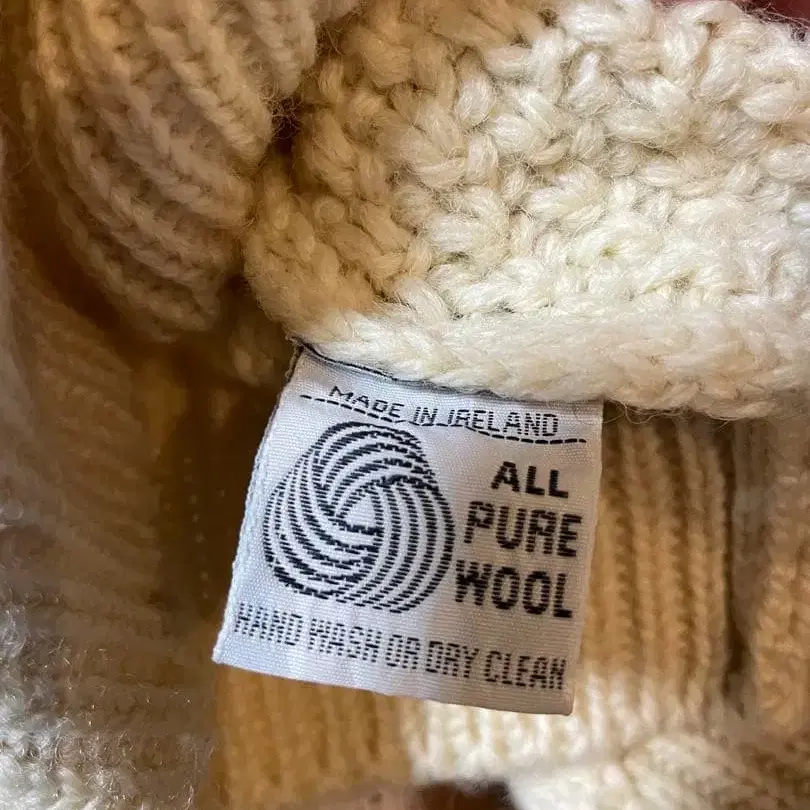 MADE IN IRELAND
ALL
PURE
WOOL
HAND WASH OR DRY CLEAN